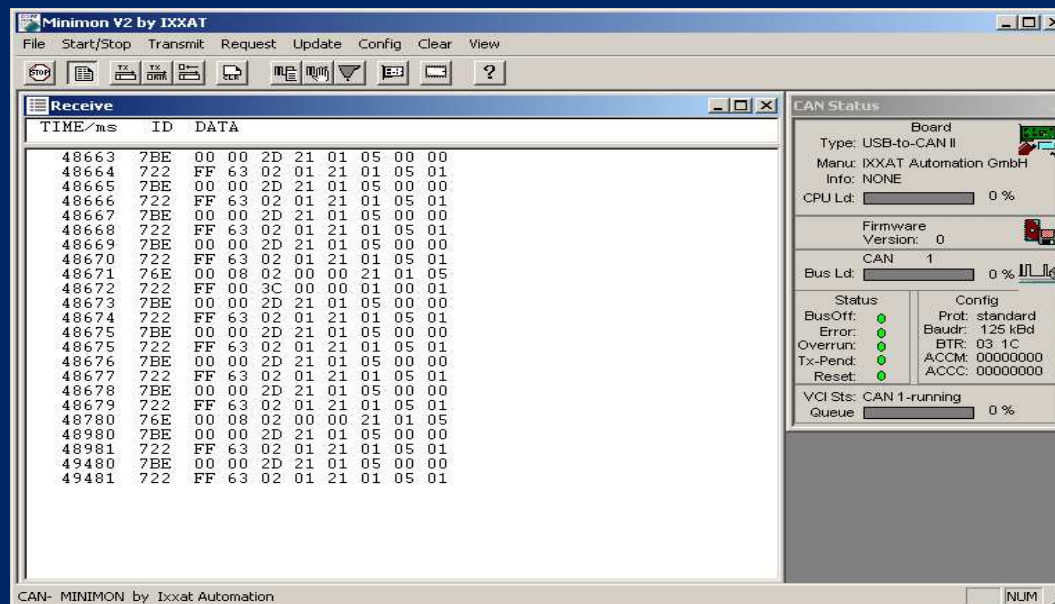 Minimon V2 by IXXAT
File Start/Stop Transmit Request Update Config Clear View
STOP TX TX ?
Receive
TIME/ms ID DATA
48663 7BE 00 00 2D 21 01 05 00 00
48664 722 FF 63 02 01 21 01 05 01
48665 7BE 00 00 2D 21 01 05 00 00
48666 722 FF 63 02 01 21 01 05 01
48667 7BE 00 00 2D 21 01 05 00 00
48668 722 FF 63 02 01 21 01 05 01
48669 7BE 00 00 2D 21 01 05 00 00
48670 722 FF 63 02 01 21 01 05 01
48671 76E 00 08 02 00 00 21 01 05
48672 722 FF 00 3C 00 00 01 00 01
48673 7BE 00 00 2D 21 01 05 00 00
48674 722 FF 63 02 01 21 01 05 01
48675 7BE 00 00 2D 21 01 05 00 00
48675 722 FF 63 02 01 21 01 05 01
48676 7BE 00 00 2D 21 01 05 00 00
48677 722 FF 63 02 01 21 01 05 01
48678 7BE 00 00 2D 21 01 05 00 00
48679 722 FF 63 02 01 21 01 05 01
48780 76E 00 08 02 00 00 21 01 05
48980 7BE 00 00 2D 21 01 05 00 00
48981 722 FF 63 02 01 21 01 05 01
49480 7BE 00 00 2D 21 01 05 00 00
49481 722 FF 63 02 01 21 01 05 01
CAN Status
Board
Type: USB-to-CAN II
Manu: IXXAT Automation GmbH
Info: NONE
CPU Ld: 0 %
Firmware
Version: 0
CAN 1
Bus Ld: 0 %
Status
BusOff:
Error:
Overrun:
Tx-Pend:
Reset:
Config
Prot: standard
Baudr: 125 kBd
BTR: 03 1C
ACCM: 00000000
ACCC: 00000000
VCI Sts: CAN 1-running
Queue 0 %
CAN- MINIMON by Ixxat Automation
NUM